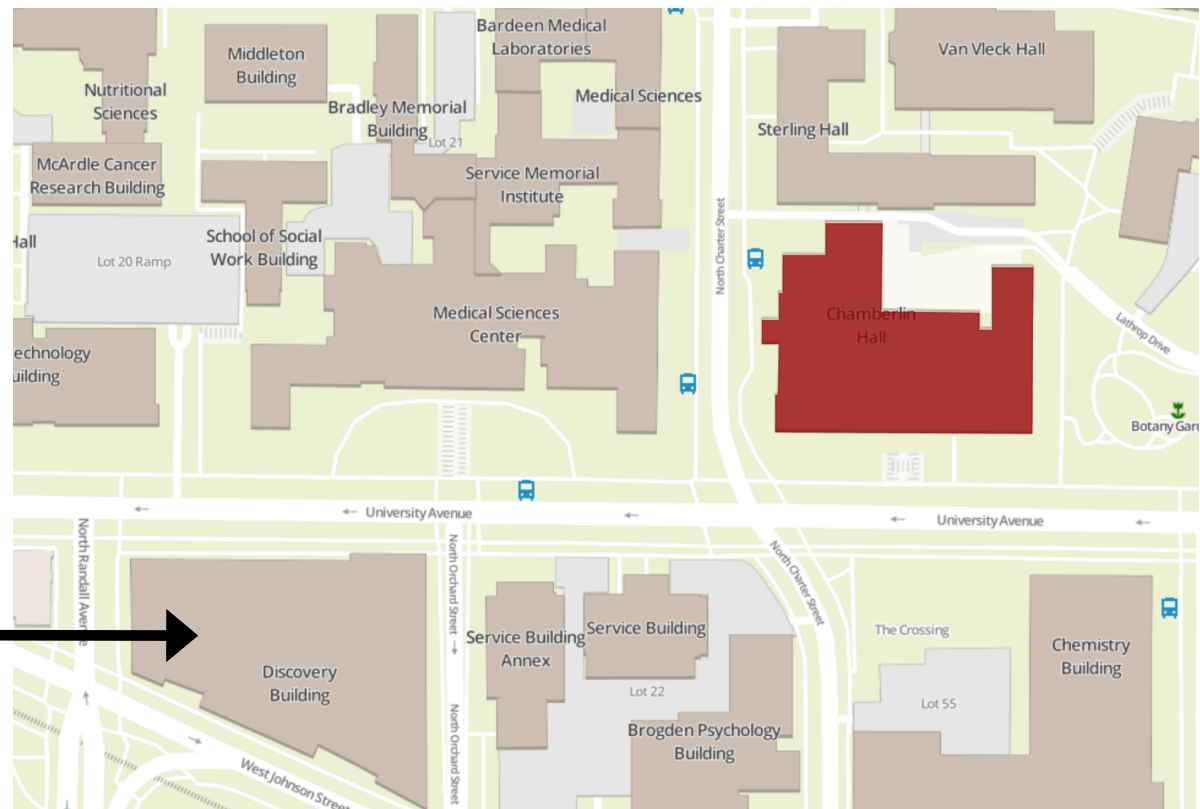 Bardeen Medical
Laboratories
Middleton
Building
Van Vleck Hall
Nutritional
Sciences
Bradley Memorial
Building
Medical Sciences
Sterling Hall
Lot 21
McArdle Cancer
Research Building
Service Memorial
Institute
Hall
School of Social
Work Building
Lot 20 Ramp
North Charter Street
Medical Sciences
Center
Chamberlin
Hall
Lathrop Drive
echnology
uilding
Botany Gard
University Avenue
University Avenue
North Randall Avenue
North Orchard Street
North Charter Street
Service Building
Annex
Service Building
The Crossing
Chemistry
Building
Discovery
Building
Lot 22
Lot 55
North Orchard Street
Brogden Psychology
Building
West Johnson Street